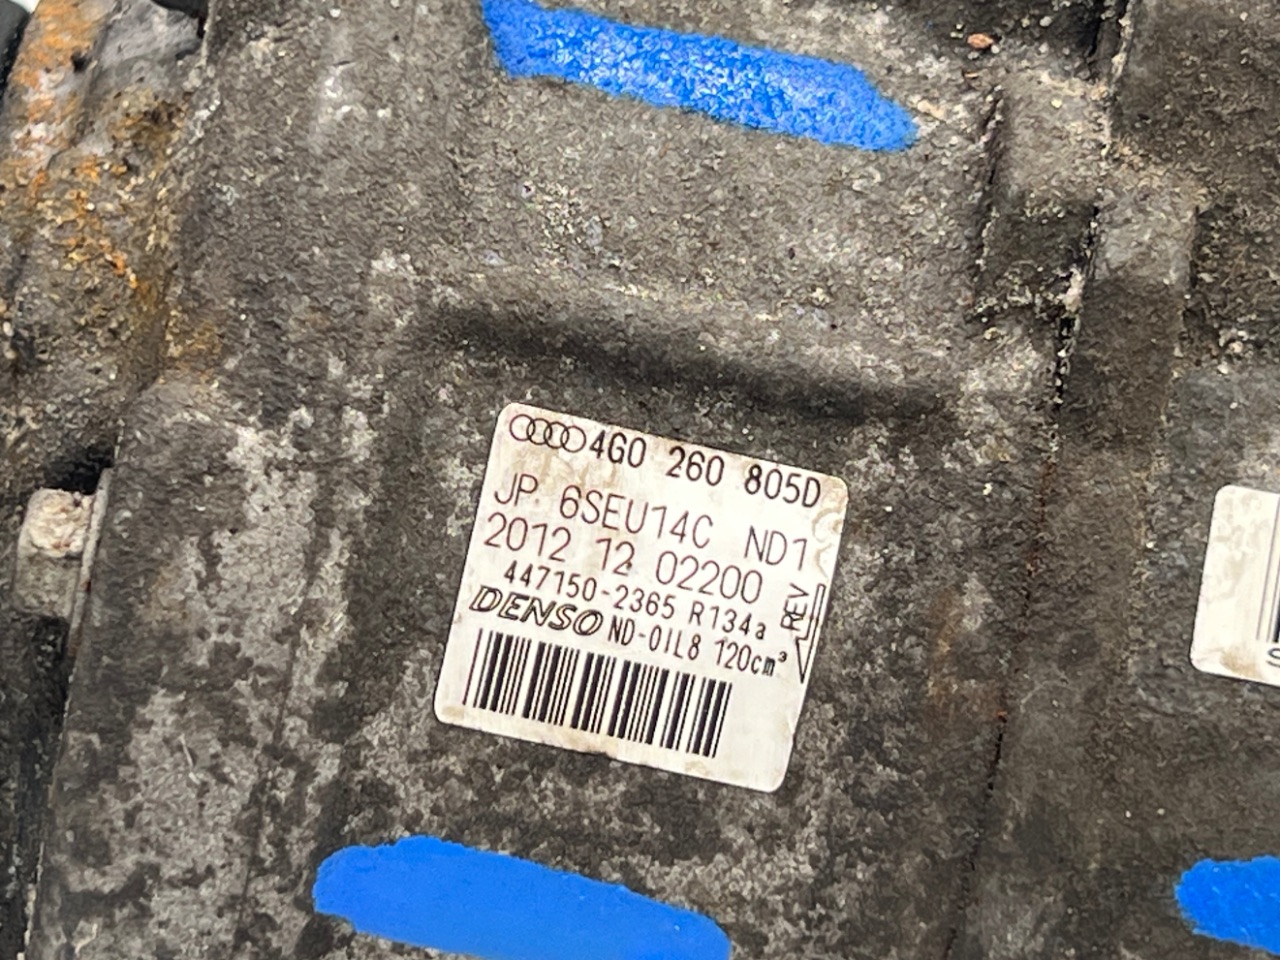 4G0 260 805D
JP. 6SEU14C ND1
2012 12 02200
447150-2365 R134a
DENSO ND-OIL8 120cm³
REV
S